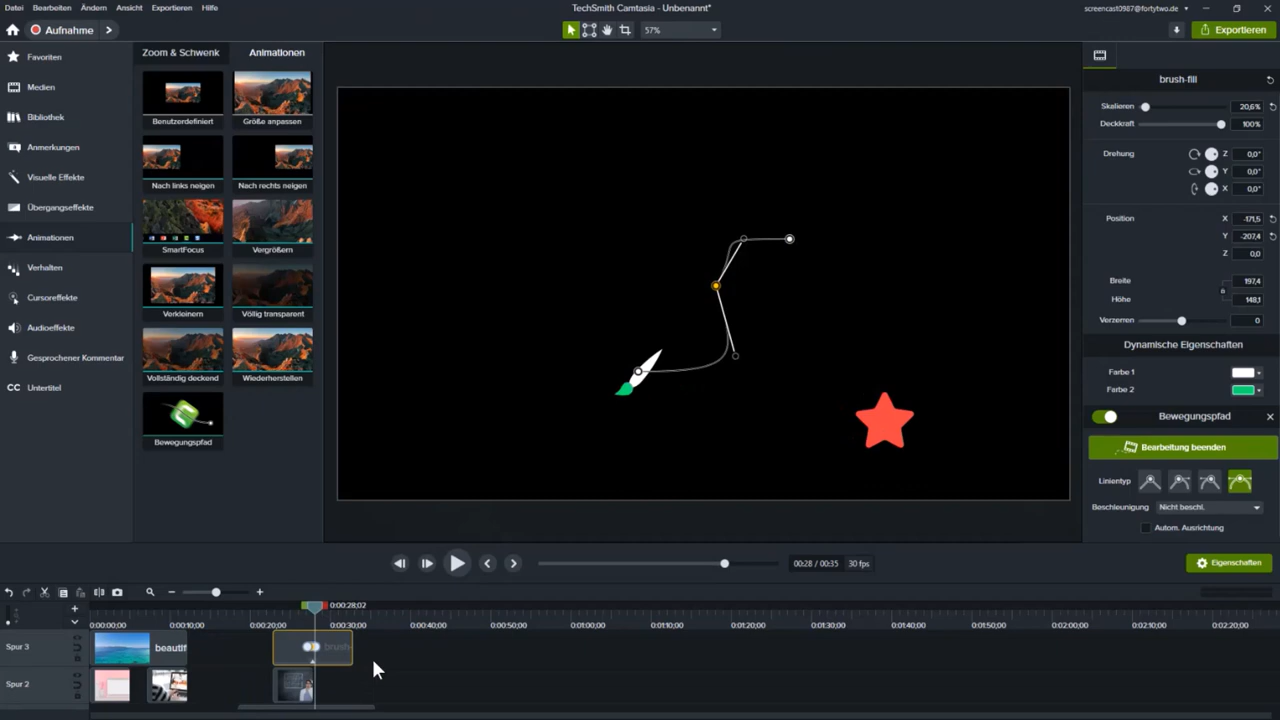 Datei Bearbeiten Ändern Ansicht Exportieren Hilfe
TechSmith Camtasia - Unbenannt*
screencast0987@fortytwo.de
Aufnahme
57%
Exportieren
Favoriten
Medien
Bibliothek
Anmerkungen
Visuelle Effekte
Übergangseffekte
Animationen
Verhalten
Cursoreffekte
Audioeffekte
Gesprochener Kommentar
CC Untertitel
Zoom & Schwenk Animationen
Benutzerdefiniert Größe anpassen
Nach links neigen Nach rechts neigen
SmartFocus Vergrößern
Verkleinern Völlig transparent
Vollständig deckend Wiederherstellen
Bewegungspfad
brush-fill
Skalieren 20,6%
Deckkraft 100%
Drehung Z 0,0°
Y 0,0°
X 0,0°
Position X -171,5
Y -207,4
Z 0,0
Breite 197,4
Höhe 148,1
Verzerren 0
Dynamische Eigenschaften
Farbe 1
Farbe 2
Bewegungspfad
Bearbeitung beenden
Linientyp
Beschleunigung Nicht beschl.
Autom. Ausrichtung
00:28 / 00:35 30 fps
Eigenschaften
0:00:28;02
0:00:00;00 0:00:10;00 0:00:20;00 0:00:30;00 0:00:40;00 0:00:50;00 0:01:00;00 0:01:10;00 0:01:20;00 0:01:30;00 0:01:40;00 0:01:50;00 0:02:00;00 0:02:10;00 0:02:20;00
Spur 3 beautif brush-
Spur 2